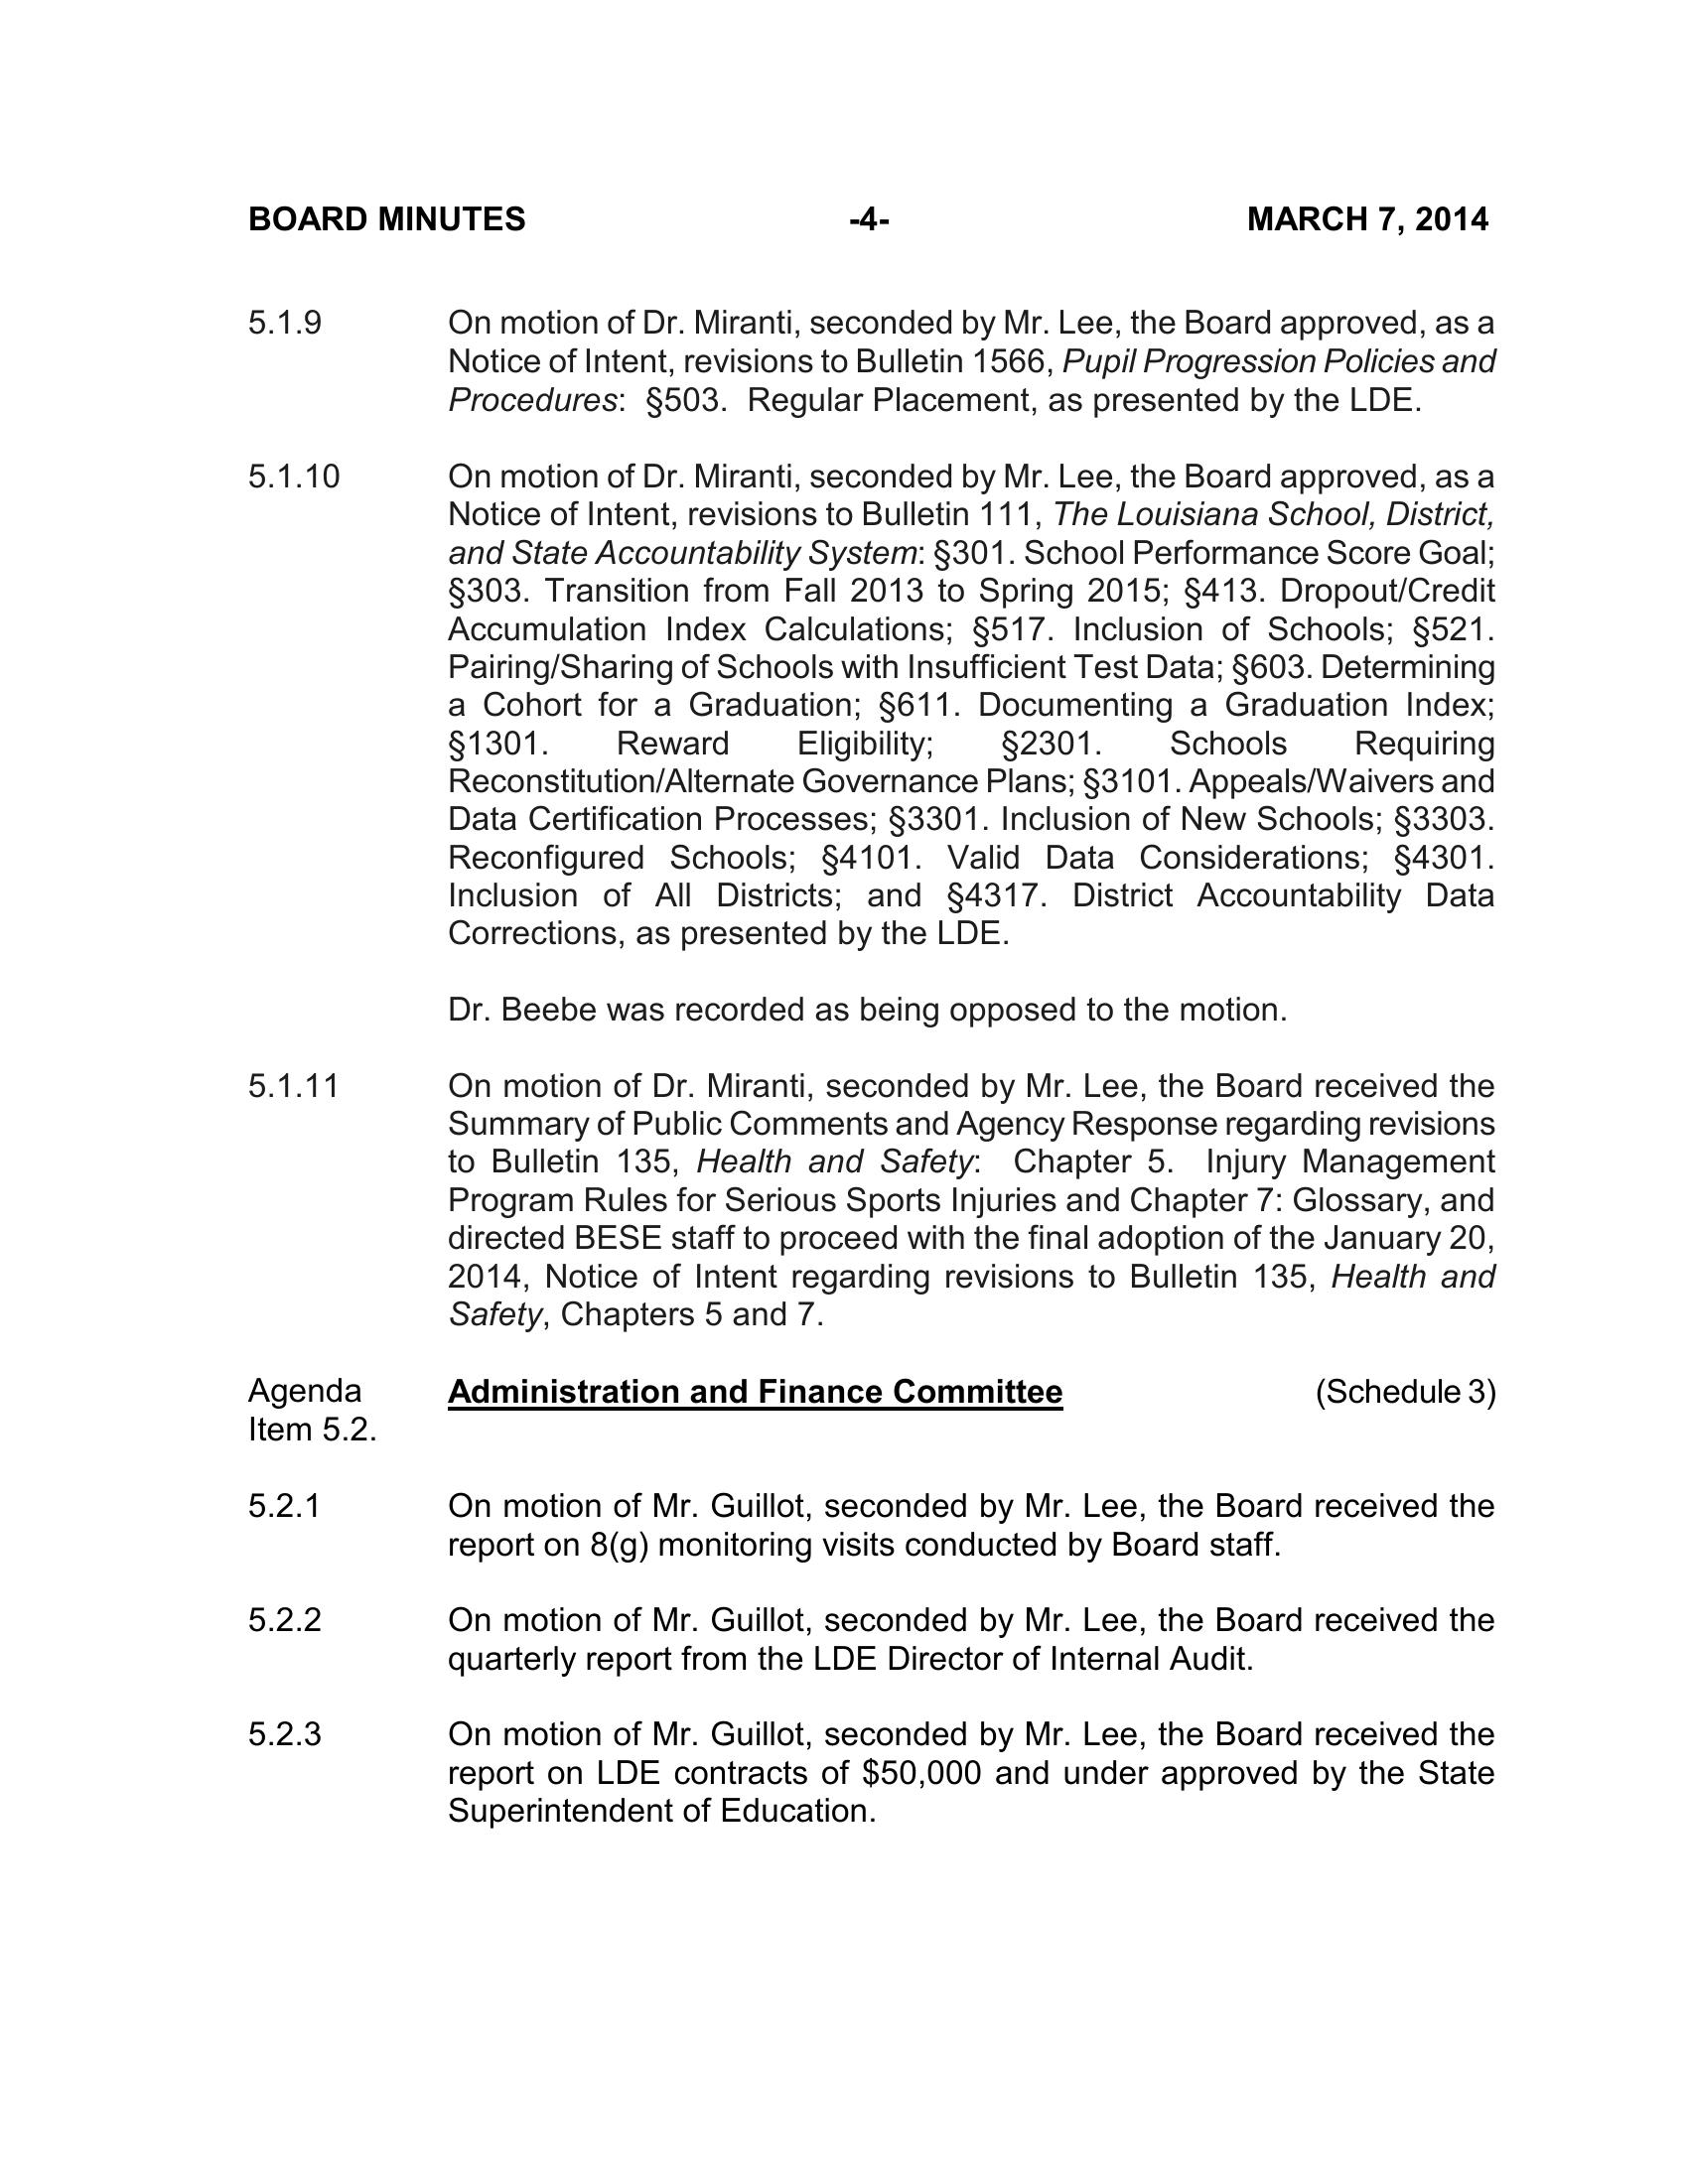 BOARD MINUTES -4- MARCH 7, 2014
5.1.9 On motion of Dr. Miranti, seconded by Mr. Lee, the Board approved, as a
Notice of Intent, revisions to Bulletin 1566, Pupil Progression Policies and
Procedures: §503. Regular Placement, as presented by the LDE.
5.1.10 On motion of Dr. Miranti, seconded by Mr. Lee, the Board approved, as a
Notice of Intent, revisions to Bulletin 111, The Louisiana School, District,
and State Accountability System: §301. School Performance Score Goal;
§303. Transition from Fall 2013 to Spring 2015; §413. Dropout/Credit
Accumulation Index Calculations; §517. Inclusion of Schools; §521.
Pairing/Sharing of Schools with Insufficient Test Data; §603. Determining
a Cohort for a Graduation; §611. Documenting a Graduation Index;
§1301. Reward Eligibility; §2301. Schools Requiring
Reconstitution/Alternate Governance Plans; §3101. Appeals/Waivers and
Data Certification Processes; §3301. Inclusion of New Schools; §3303.
Reconfigured Schools; §4101. Valid Data Considerations; §4301.
Inclusion of All Districts; and §4317. District Accountability Data
Corrections, as presented by the LDE.
Dr. Beebe was recorded as being opposed to the motion.
5.1.11 On motion of Dr. Miranti, seconded by Mr. Lee, the Board received the
Summary of Public Comments and Agency Response regarding revisions
to Bulletin 135, Health and Safety: Chapter 5. Injury Management
Program Rules for Serious Sports Injuries and Chapter 7: Glossary, and
directed BESE staff to proceed with the final adoption of the January 20,
2014, Notice of Intent regarding revisions to Bulletin 135, Health and
Safety, Chapters 5 and 7.
Agenda Administration and Finance Committee (Schedule 3)
Item 5.2.
5.2.1 On motion of Mr. Guillot, seconded by Mr. Lee, the Board received the
report on 8(g) monitoring visits conducted by Board staff.
5.2.2 On motion of Mr. Guillot, seconded by Mr. Lee, the Board received the
quarterly report from the LDE Director of Internal Audit.
5.2.3 On motion of Mr. Guillot, seconded by Mr. Lee, the Board received the
report on LDE contracts of $50,000 and under approved by the State
Superintendent of Education.